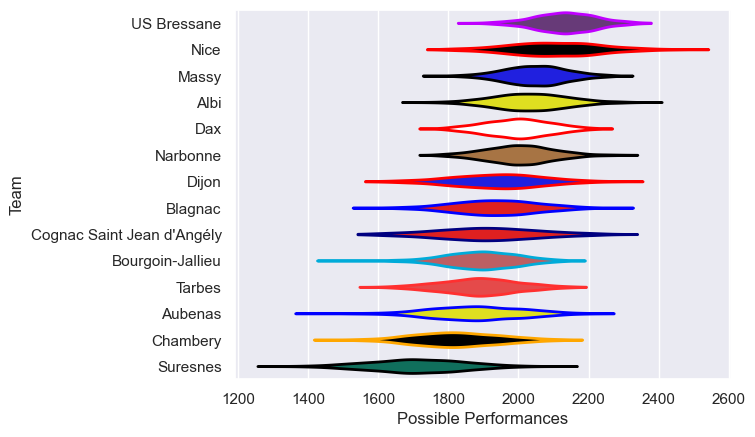 US Bressane
Nice
Massy
Albi
Dax
Narbonne
Dijon
Blagnac
Cognac Saint Jean d'Angély
Bourgoin-Jallieu
Tarbes
Aubenas
Chambery
Suresnes
Team
1200 1400 1600 1800 2000 2200 2400 2600
Possible Performances